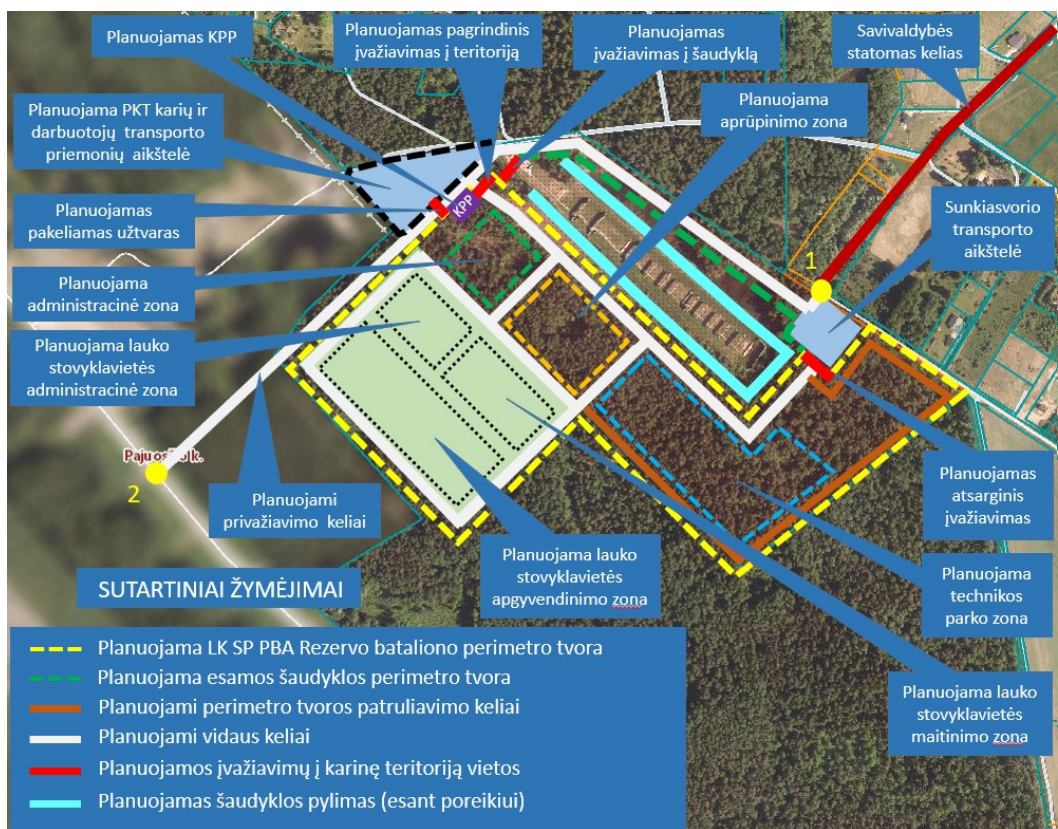 Planuojamas KPP
Planuojamas pagrindinis
įvažiavimas į teritoriją
Planuojamas
įvažiavimas į šaudyklą
Savivaldybės
statomas kelias
Planuojama PKT karių ir
darbuotojų transporto
priemonių aikštelė
Planuojama
aprūpinimo zona
Planuojamas
pakeliamas užtvaras
KPP
Sunkiasvorio
transporto
aikštelė
1
Planuojama
administracinė zona
Planuojama lauko
stovyklavietės
administracinė zona
Pajuos
o k.
2
Planuojami
privažiavimo keliai
Planuojamas
atsarginis
įvažiavimas
Planuojama lauko
stovyklavietės
apgyvendinimo zona
Planuojama
technikos
parko zona
Planuojama lauko
stovyklavietės
maitinimo zona
SUTARTINIAI ŽYMĖJIMAI
Planuojama LK SP PBA Rezervo bataliono perimetro tvora
Planuojama esamos šaudyklos perimetro tvora
Planuojami perimetro tvoros patruliavimo keliai
Planuojami vidaus keliai
Planuojamos įvažiavimų į karinę teritoriją vietos
Planuojamas šaudyklos pylimas (esant poreikiui)